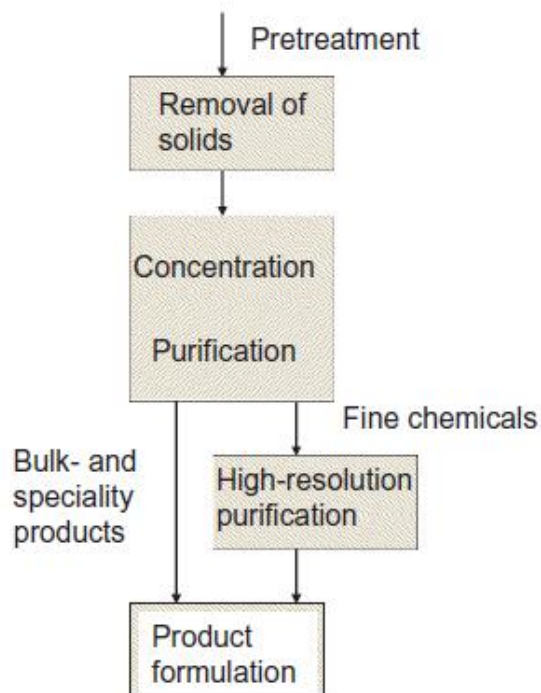 Pretreatment
Removal of
solids
Concentration
Purification
Fine chemicals
Bulk- and
speciality
products
High-resolution
purification
Product
formulation